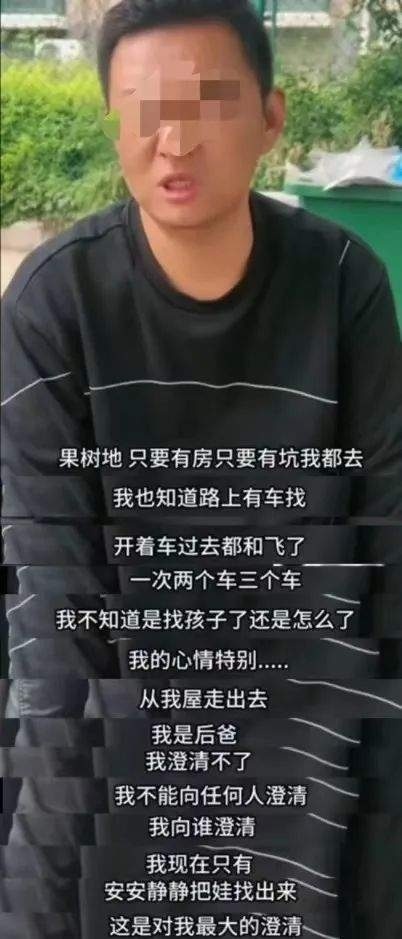 果树地 只要有房只要有坑我都去
我也知道路上有车找
开着车过去都和飞了
一次两个车三个车
我不知道是找孩子了还是怎么了
我的心情特别.....
从我屋走出去
我是后爸
我澄清不了
我不能向任何人澄清
我向谁澄清
我现在只有
安安静静把娃找出来
这是对我最大的澄清